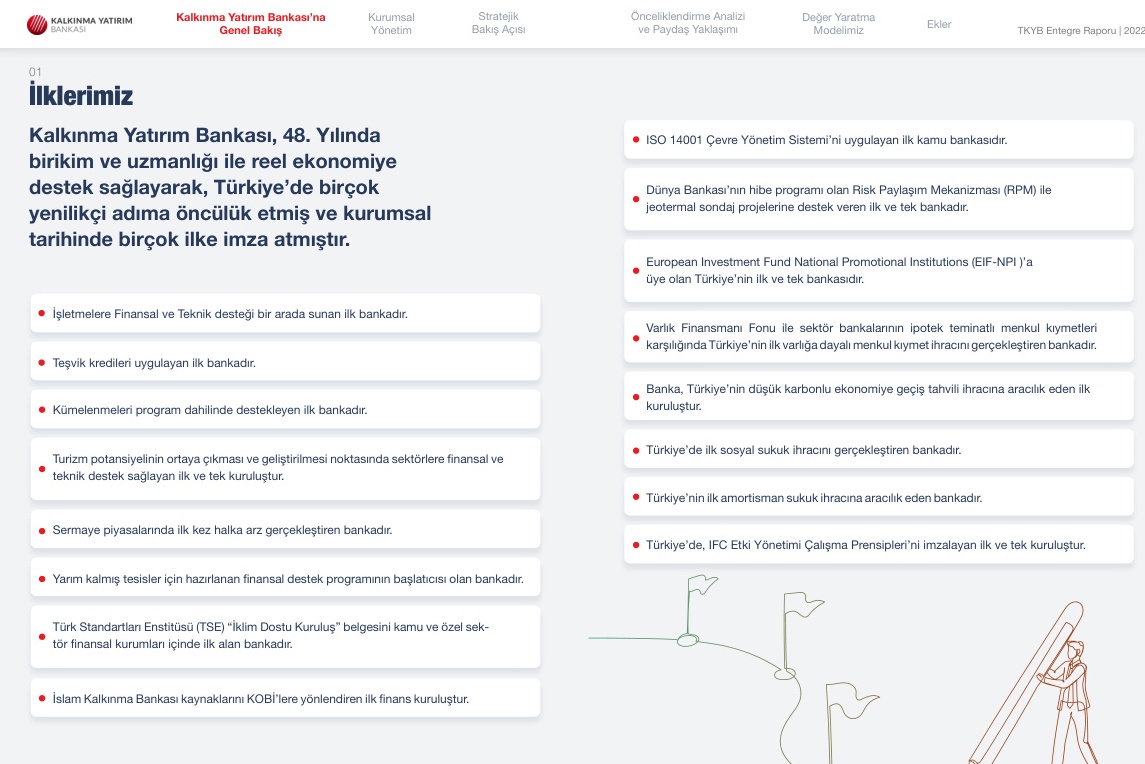 KALKINMA YATIRIM
BANKASI
Kalkınma Yatırım Bankası’na
Genel Bakış
Kurumsal
Yönetim
Stratejik
Bakış Açısı
Önceliklendirme Analizi
ve Paydaş Yaklaşımı
Değer Yaratma
Modelimiz
Ekler
TKYB Entegre Raporu | 2022
01
İlklerimiz
Kalkınma Yatırım Bankası, 48. Yılında
birikim ve uzmanlığı ile reel ekonomiye
destek sağlayarak, Türkiye’de birçok
yenilikçi adıma öncülük etmiş ve kurumsal
tarihinde birçok ilke imza atmıştır.
İşletmelere Finansal ve Teknik desteği bir arada sunan ilk bankadır.
Teşvik kredileri uygulayan ilk bankadır.
Kümelenmeleri program dahilinde destekleyen ilk bankadır.
Turizm potansiyelinin ortaya çıkması ve geliştirilmesi noktasında sektörlere finansal ve
teknik destek sağlayan ilk ve tek kuruluştur.
Sermaye piyasalarında ilk kez halka arz gerçekleştiren bankadır.
Yarım kalmış tesisler için hazırlanan finansal destek programının başlatıcısı olan bankadır.
Türk Standartları Enstitüsü (TSE) “İklim Dostu Kuruluş” belgesini kamu ve özel sek-
tör finansal kurumları içinde ilk alan bankadır.
İslam Kalkınma Bankası kaynaklarını KOBİ’lere yönlendiren ilk finans kuruluştur.
ISO 14001 Çevre Yönetim Sistemi’ni uygulayan ilk kamu bankasıdır.
Dünya Bankası’nın hibe programı olan Risk Paylaşım Mekanizması (RPM) ile
jeotermal sondaj projelerine destek veren ilk ve tek bankadır.
European Investment Fund National Promotional Institutions (EIF-NPI )’a
üye olan Türkiye’nin ilk ve tek bankasıdır.
Varlık Finansmanı Fonu ile sektör bankalarının ipotek teminatlı menkul kıymetleri
karşılığında Türkiye’nin ilk varlığa dayalı menkul kıymet ihracını gerçekleştiren bankadır.
Banka, Türkiye’nin düşük karbonlu ekonomiye geçiş tahvili ihracına aracılık eden ilk
kuruluştur.
Türkiye’de ilk sosyal sukuk ihracını gerçekleştiren bankadır.
Türkiye’nin ilk amortisman sukuk ihracına aracılık eden bankadır.
Türkiye’de, IFC Etki Yönetimi Çalışma Prensipleri’ni imzalayan ilk ve tek kuruluştur.